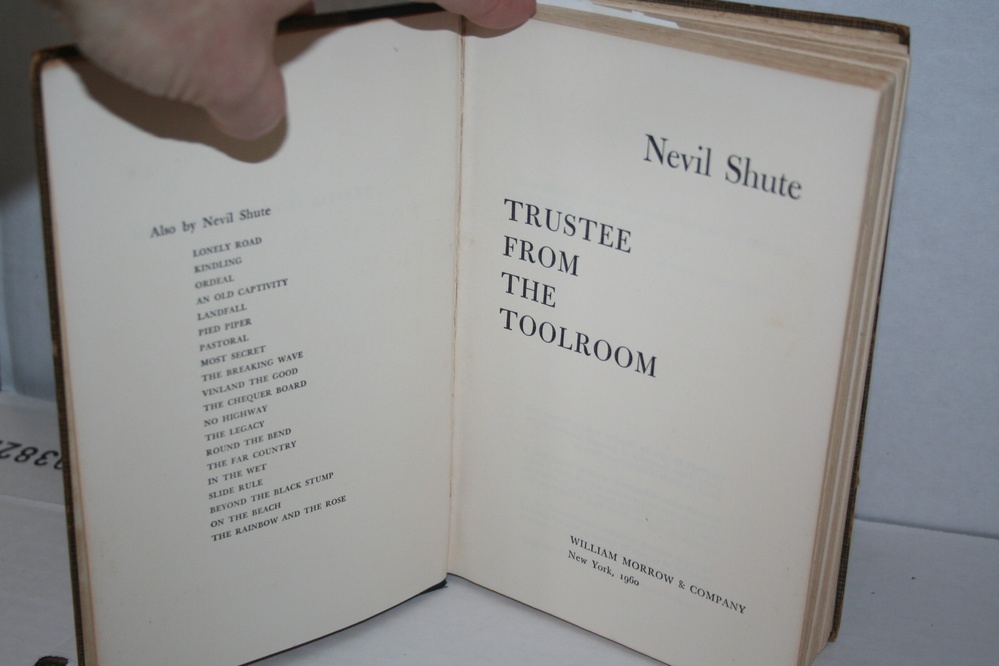 Also by Nevil Shute
LONELY ROAD
KINDLING
ORDEAL
AN OLD CAPTIVITY
LANDFALL
PIED PIPER
PASTORAL
MOST SECRET
THE BREAKING WAVE
VINLAND THE GOOD
THE CHEQUER BOARD
NO HIGHWAY
THE LEGACY
ROUND THE BEND
THE FAR COUNTRY
IN THE WET
SLIDE RULE
BEYOND THE BLACK STUMP
ON THE BEACH
THE RAINBOW AND THE ROSE
Nevil Shute
TRUSTEE
FROM
THE
TOOLROOM
WILLIAM MORROW & COMPANY
New York, 1960